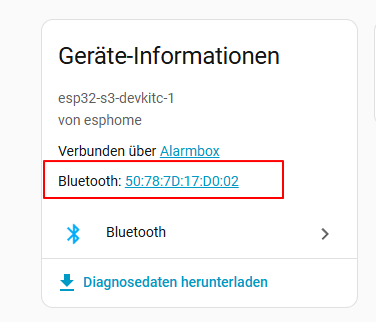 Geräte-Informationen
esp32-s3-devkitc-1
von esphome
Verbunden über Alarmbox
Bluetooth: 50:78:7D:17:D0:02
Bluetooth
Diagnosedaten herunterladen